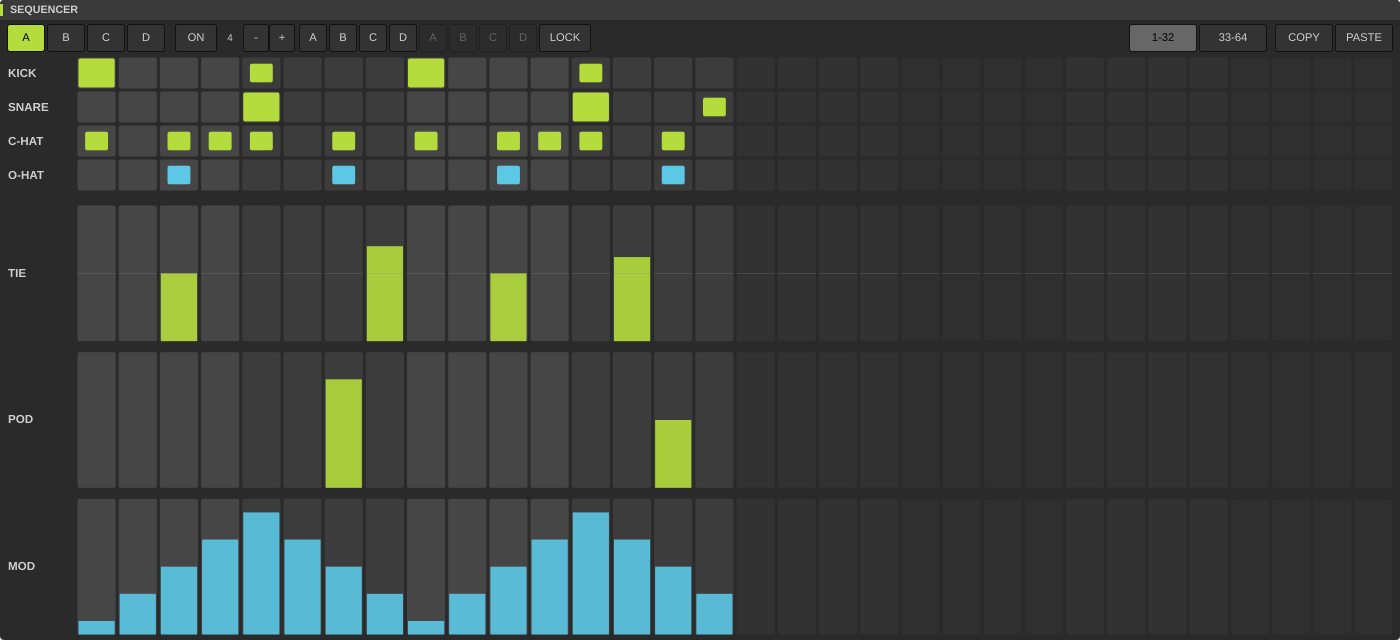 SEQUENCER
A B C D ON 4 - + A B C D A B C D LOCK 1-32 33-64 COPY PASTE
KICK
SNARE
C-HAT
O-HAT
TIE
POD
MOD